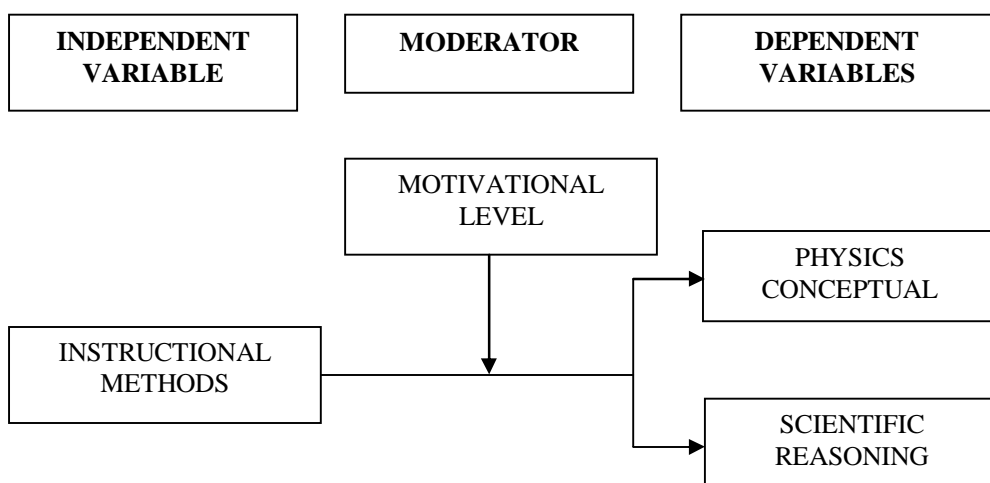 INDEPENDENT
VARIABLE
MODERATOR
DEPENDENT
VARIABLES
MOTIVATIONAL
LEVEL
PHYSICS
CONCEPTUAL
INSTRUCTIONAL
METHODS
SCIENTIFIC
REASONING